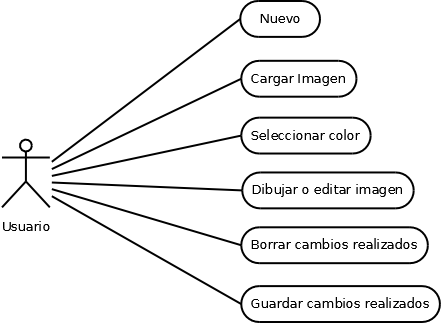 Nuevo
Cargar Imagen
Seleccionar color
Dibujar o editar imagen
Usuario
Borrar cambios realizados
Guardar cambios realizados